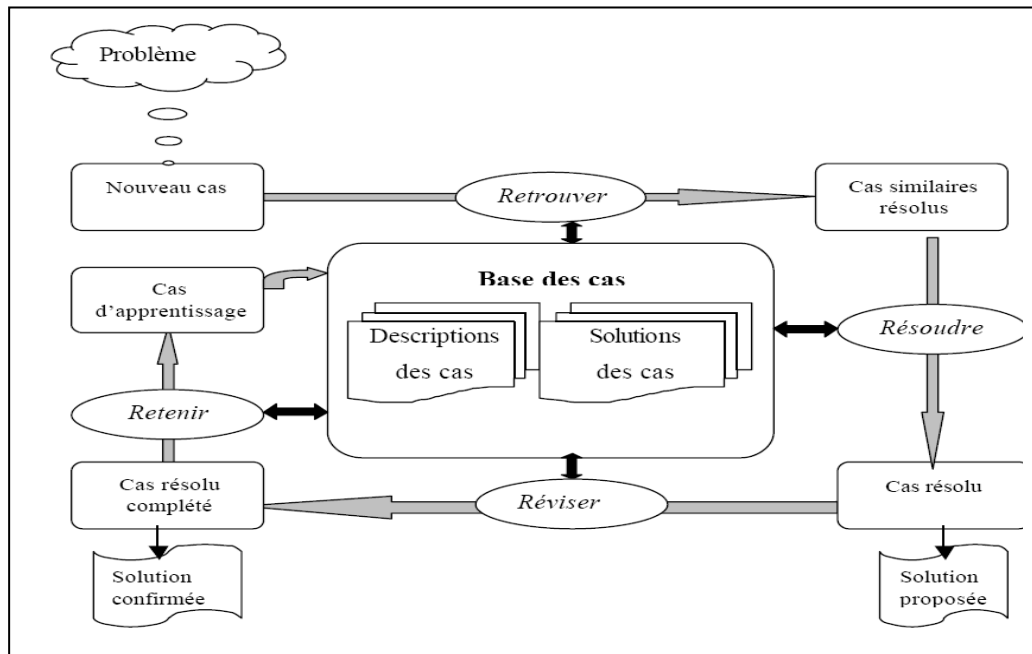 Problème
Nouveau cas
Retrouver
Cas similaires
résolus
Cas
d’apprentissage
Base des cas
Descriptions
des cas
Solutions
des cas
Résoudre
Retenir
Cas résolu
complété
Réviser
Cas résolu
Solution
confirmée
Solution
proposée